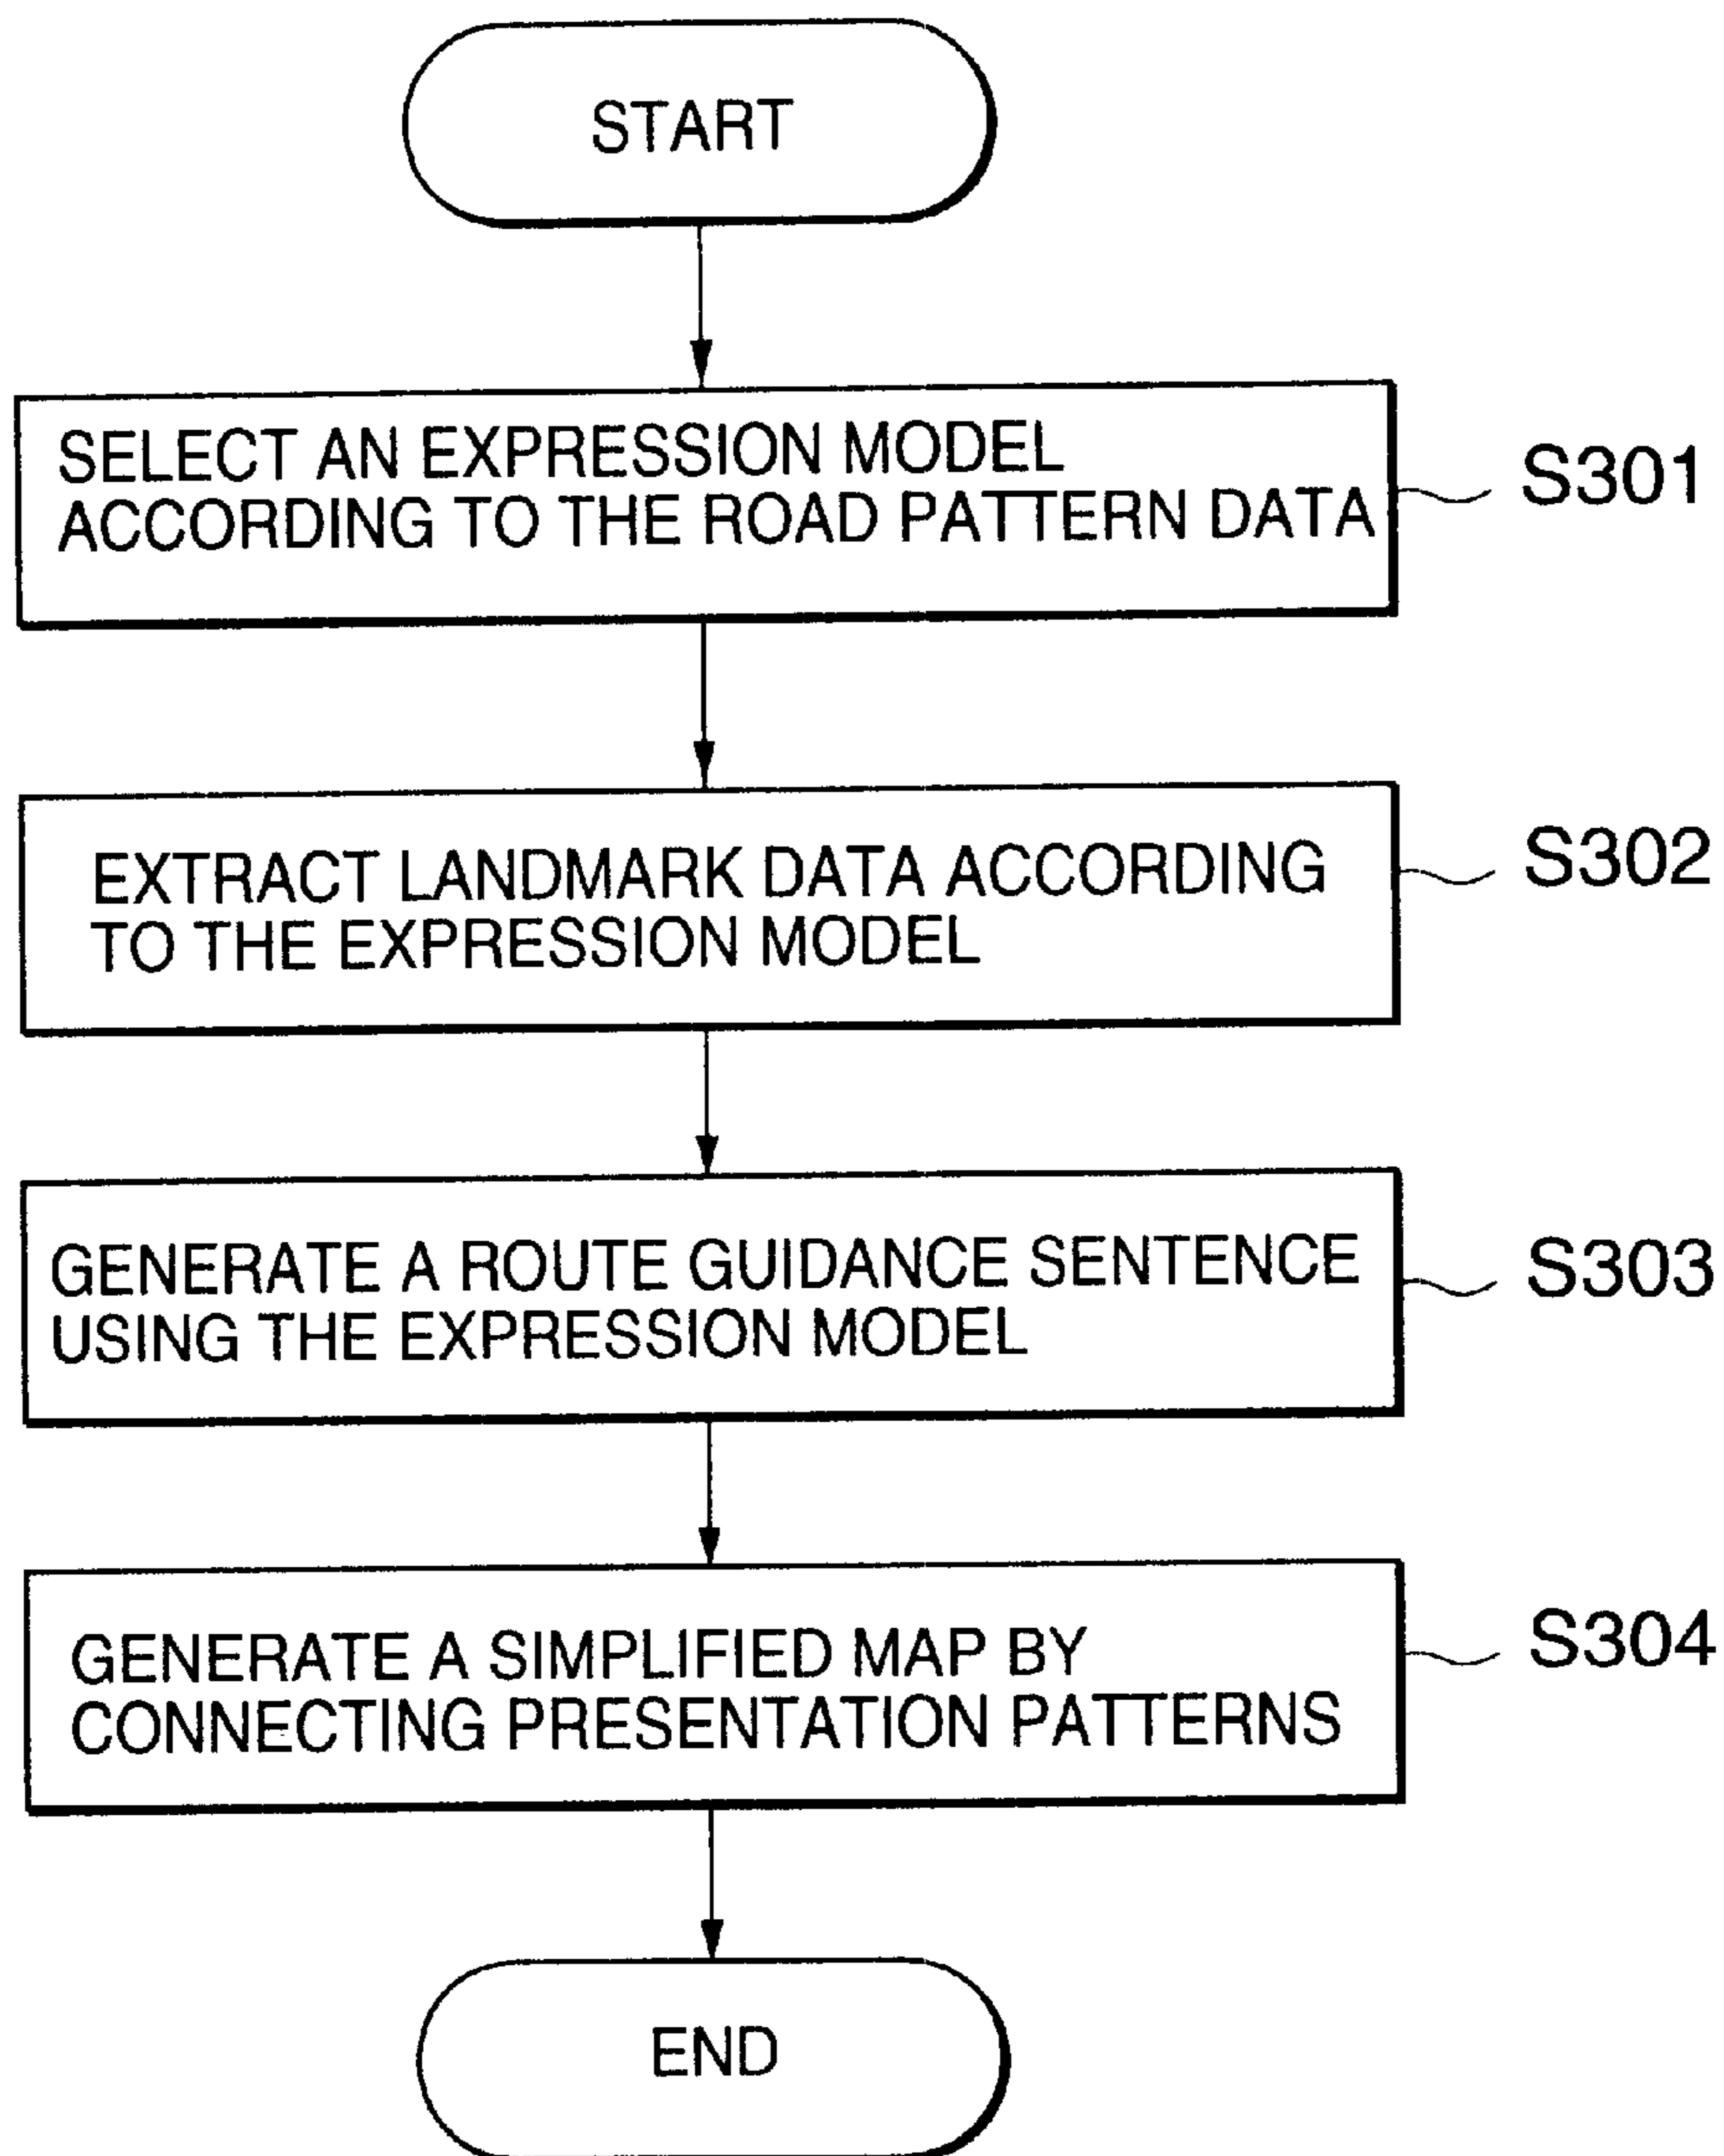 START
SELECT AN EXPRESSION MODEL
ACCORDING TO THE ROAD PATTERN DATA
S301
EXTRACT LANDMARK DATA ACCORDING
TO THE EXPRESSION MODEL
S302
GENERATE A ROUTE GUIDANCE SENTENCE
USING THE EXPRESSION MODEL
S303
GENERATE A SIMPLIFIED MAP BY
CONNECTING PRESENTATION PATTERNS
S304
END